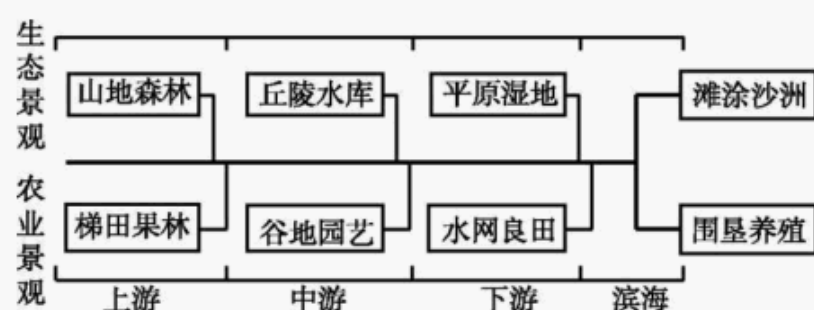 生态景观
山地森林
丘陵水库
平原湿地
滩涂沙洲
农业景观
梯田果林
谷地园艺
水网良田
围垦养殖
上游
中游
下游
滨海